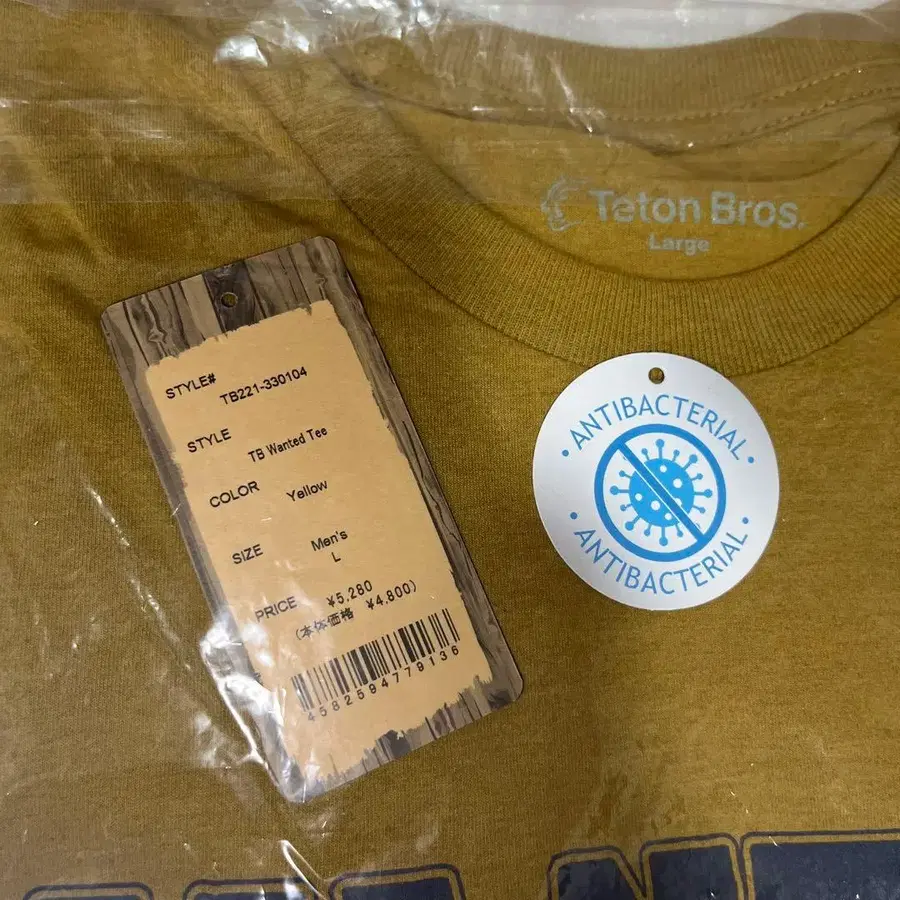 Teton Bros.
Large
STYLE#
TB221-330104
STYLE
TB Wanted Tee
COLOR
Yellow
SIZE
Men's
L
PRICE ¥5,280
(本体価格 ¥4,800)
4582594779136
• ANTIBACTERIAL •
• ANTIBACTERIAL •